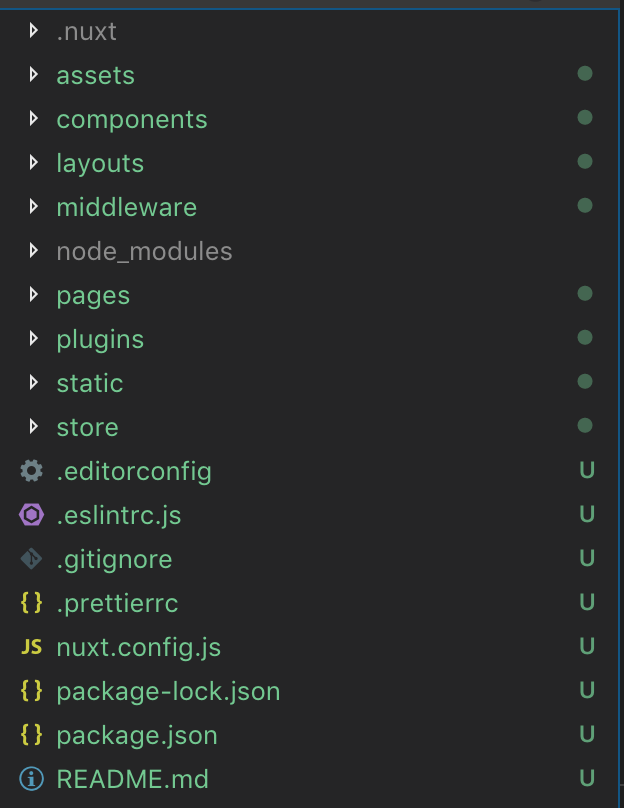 .nuxt
assets
components
layouts
middleware
node_modules
pages
plugins
static
store
.editorconfig U
.eslintrc.js U
.gitignore U
{} .prettierrc U
JS nuxt.config.js U
{} package-lock.json U
{} package.json U
i README.md U